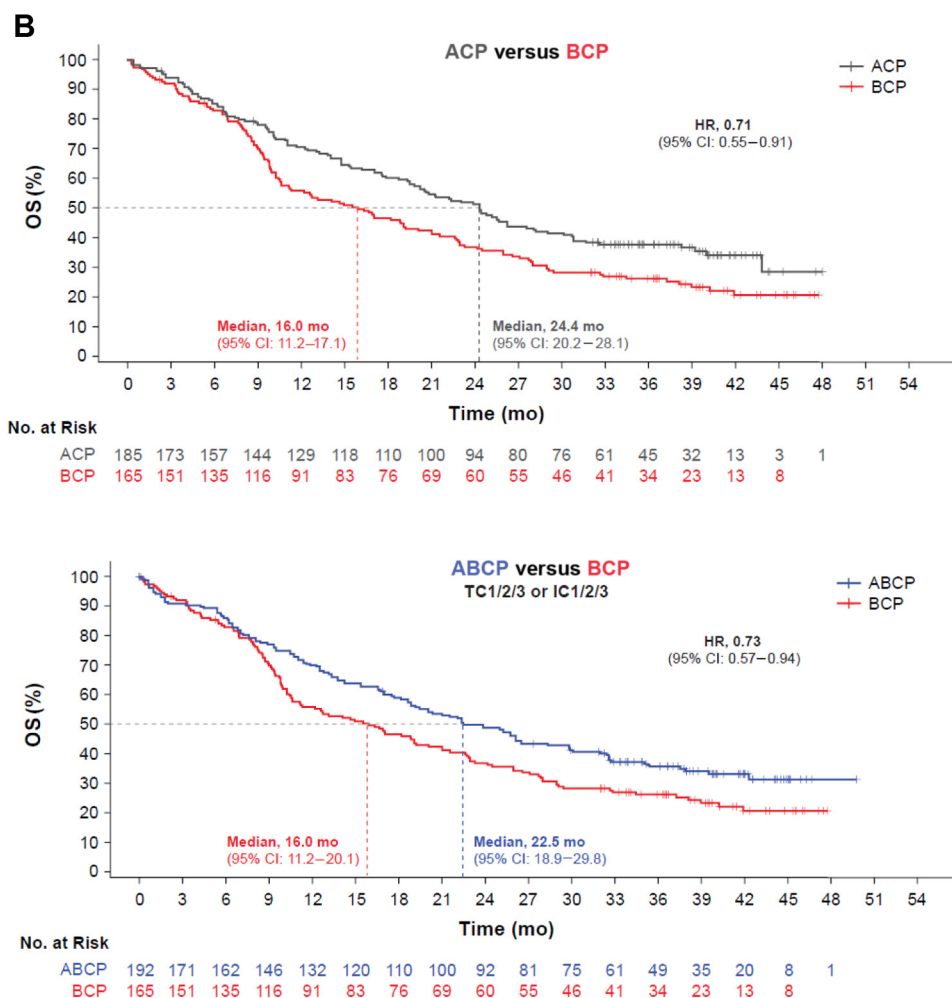 B
ACP versus BCP
ACP
BCP
HR, 0.71
(95% CI: 0.55–0.91)
OS (%)
100
90
80
70
60
50
40
30
20
10
0
Median, 16.0 mo
(95% CI: 11.2–17.1)
Median, 24.4 mo
(95% CI: 20.2–28.1)
0 3 6 9 12 15 18 21 24 27 30 33 36 39 42 45 48 51 54
Time (mo)
No. at Risk
ACP 185 173 157 144 129 118 110 100 94 80 76 61 45 32 13 3 1
BCP 165 151 135 116 91 83 76 69 60 55 46 41 34 23 13 8
ABCP versus BCP
TC1/2/3 or IC1/2/3
ABCP
BCP
HR, 0.73
(95% CI: 0.57–0.94)
OS (%)
100
90
80
70
60
50
40
30
20
10
0
Median, 16.0 mo
(95% CI: 11.2–20.1)
Median, 22.5 mo
(95% CI: 18.9–29.8)
0 3 6 9 12 15 18 21 24 27 30 33 36 39 42 45 48 51 54
Time (mo)
No. at Risk
ABCP 192 171 162 146 132 120 110 100 92 81 75 61 49 35 20 8 1
BCP 165 151 135 116 91 83 76 69 60 55 46 41 34 23 13 8